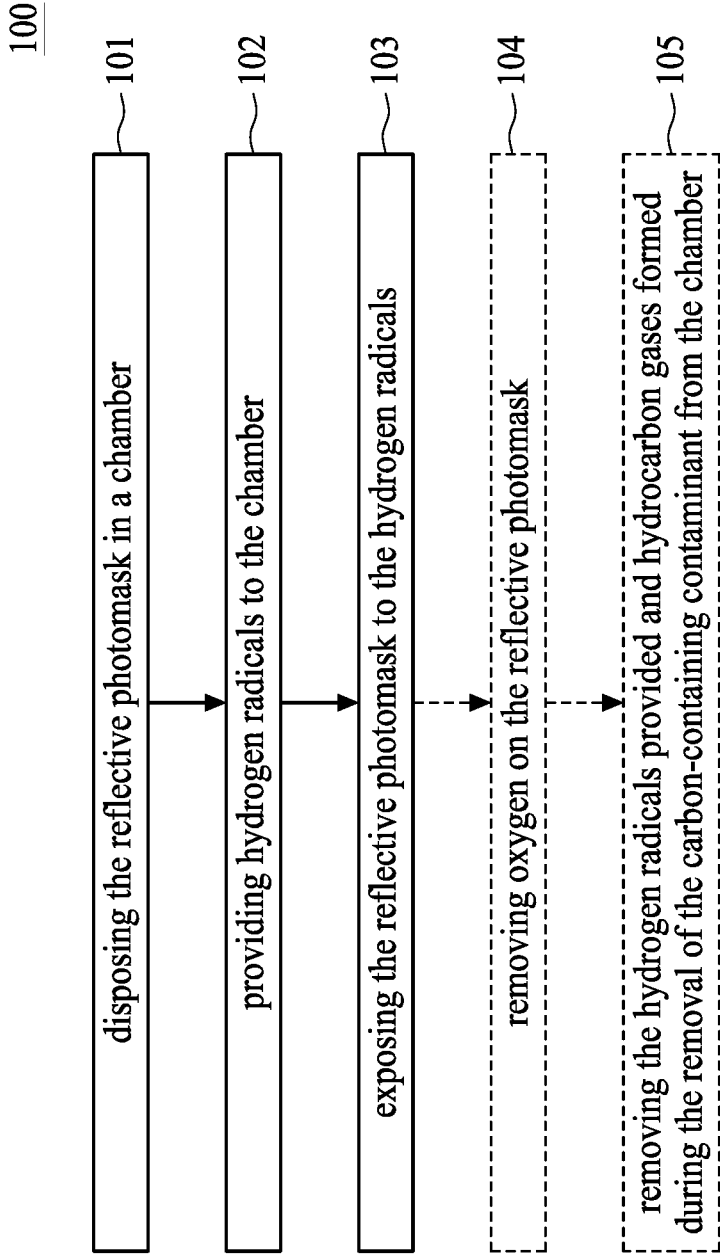 100
disposing the reflective photomask in a chamber
101
providing hydrogen radicals to the chamber
102
exposing the reflective photomask to the hydrogen radicals
103
removing oxygen on the reflective photomask
104
removing the hydrogen radicals provided and hydrocarbon gases formed
during the removal of the carbon-containing contaminant from the chamber
105